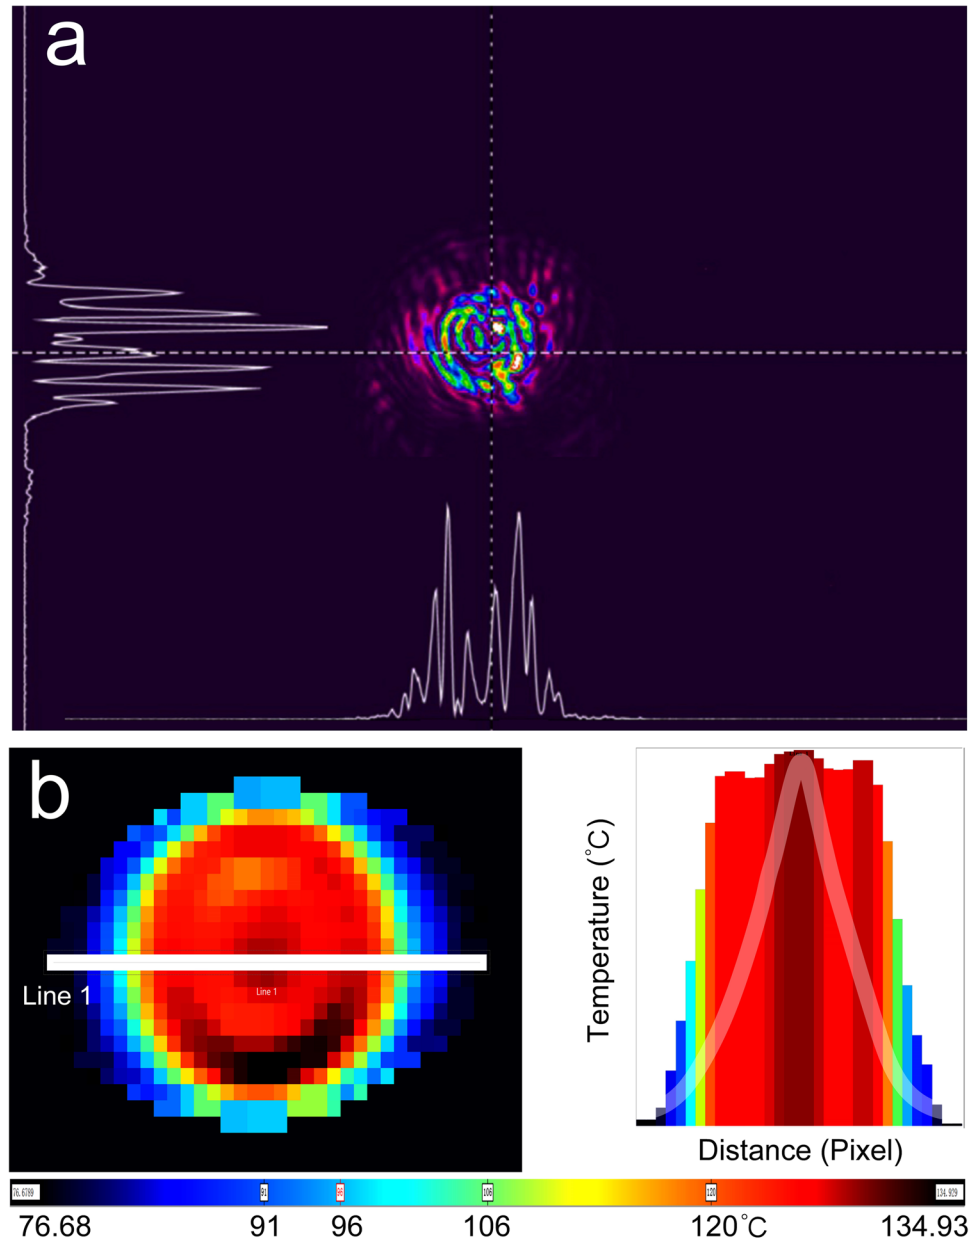 a
b
Line 1
Line 1
Temperature (°C)
Distance (Pixel)
76.6789
91
96
106
120
134.929
76.68
91
96
106
120°C
134.93